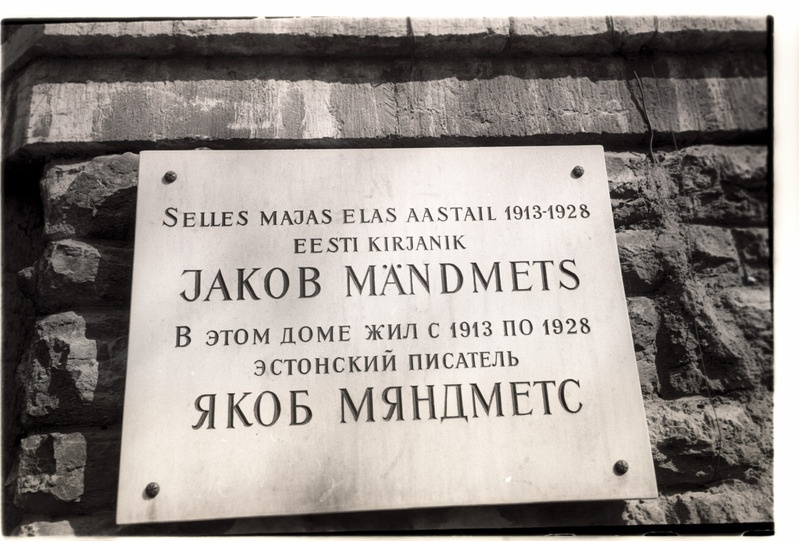 SELLES MAJAS ELAS AASTAIL 1913-1928
EESTI KIRJANIK
JAKOB MÄNDMETS
В ЭТОМ ДОМЕ ЖИЛ С 1913 ПО 1928
ЭСТОНСКИЙ ПИСАТЕЛЬ
ЯКОБ МЯНДМЕТС